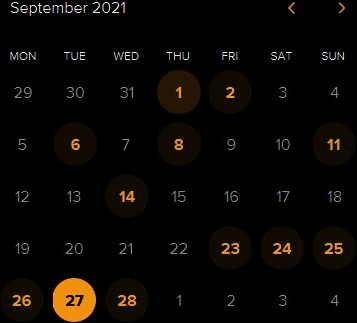 September 2021
MON TUE WED THU FRI SAT SUN
29 30 31 1 2 3 4
5 6 7 8 9 10 11
12 13 14 15 16 17 18
19 20 21 22 23 24 25
26 27 28 1 2 3 4